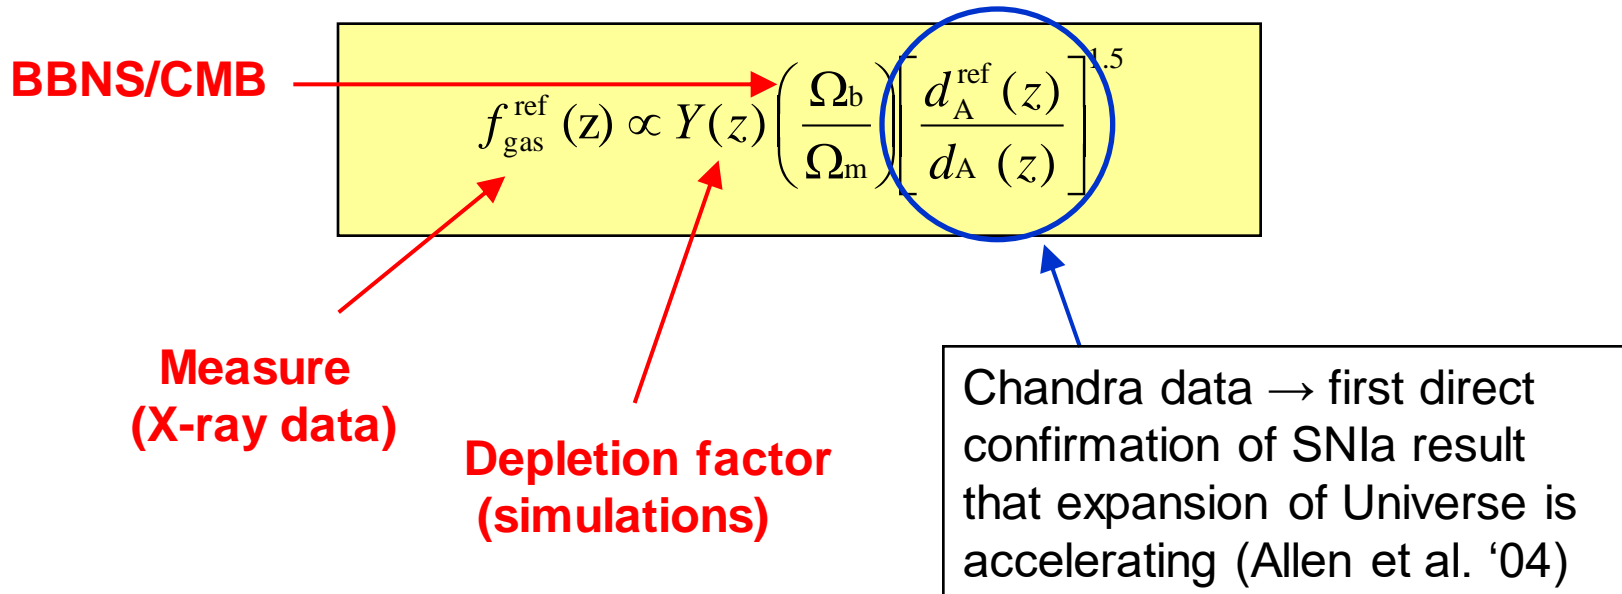 BBNS/CMB
f_gas^ref (z) ∝ Y(z) (Ω_b / Ω_m) [d_A^ref (z) / d_A (z)]^1.5
Measure
(X-ray data)
Depletion factor
(simulations)
Chandra data → first direct
confirmation of SNIa result
that expansion of Universe is
accelerating (Allen et al. ‘04)